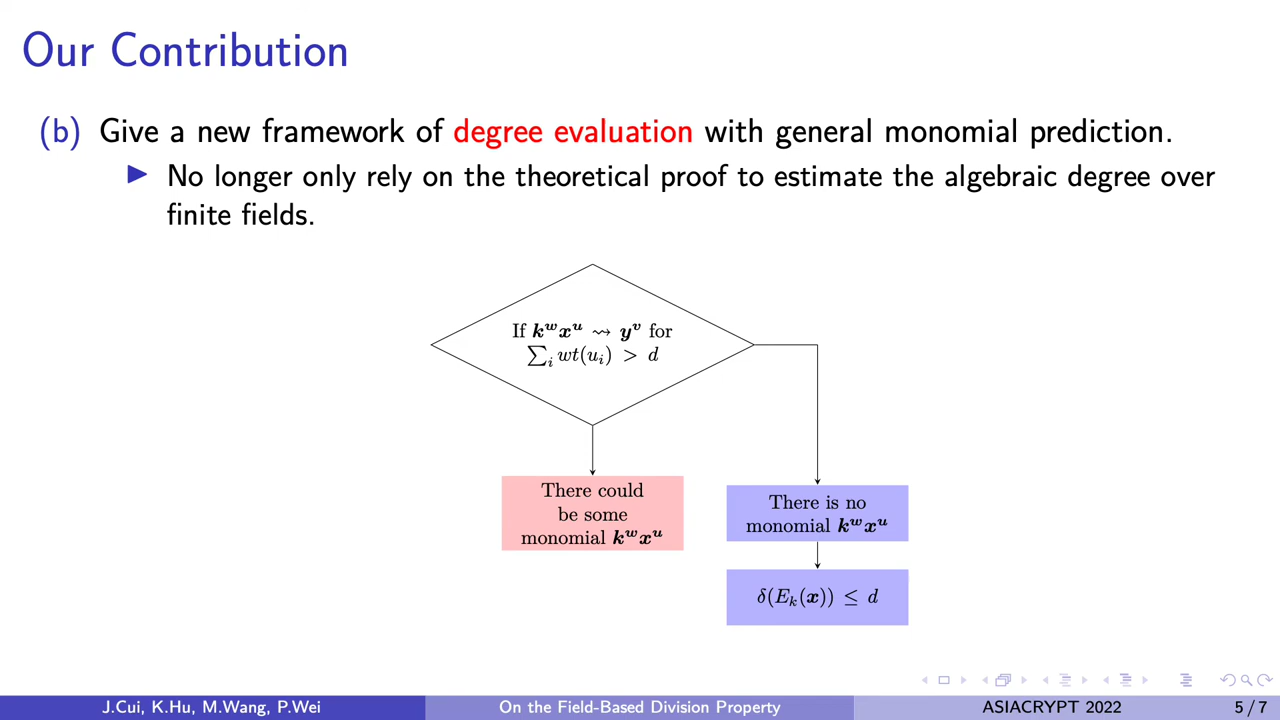 Our Contribution
(b) Give a new framework of degree evaluation with general monomial prediction.
▶ No longer only rely on the theoretical proof to estimate the algebraic degree over
finite fields.
If k^w x^u ⇝ y^v for
∑_i wt(u_i) > d
There could
be some
monomial k^w x^u
There is no
monomial k^w x^u
δ(E_k(x)) ≤ d
J.Cui, K.Hu, M.Wang, P.Wei
On the Field-Based Division Property
ASIACRYPT 2022
5 / 7